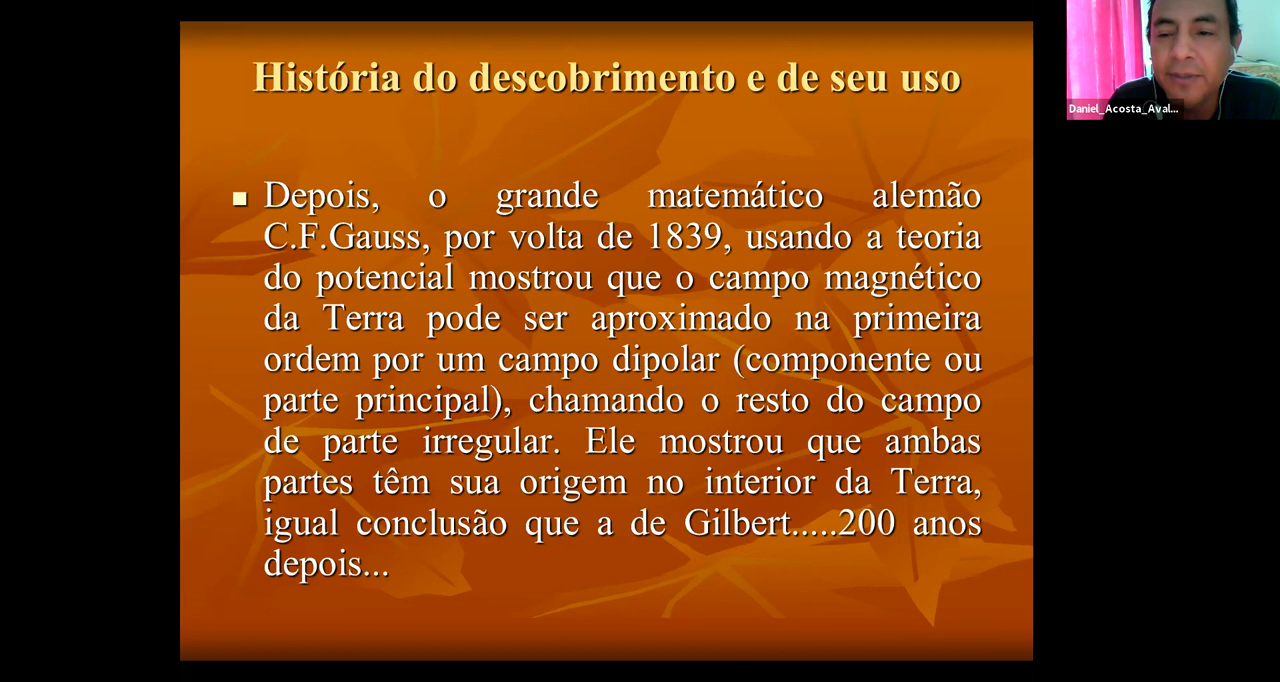 História do descobrimento e de seu uso
Depois, o grande matemático alemão
C.F.Gauss, por volta de 1839, usando a teoria
do potencial mostrou que o campo magnético
da Terra pode ser aproximado na primeira
ordem por um campo dipolar (componente ou
parte principal), chamando o resto do campo
de parte irregular. Ele mostrou que ambas
partes têm sua origem no interior da Terra,
igual conclusão que a de Gilbert.....200 anos
depois...
Daniel_Acosta_Aval...